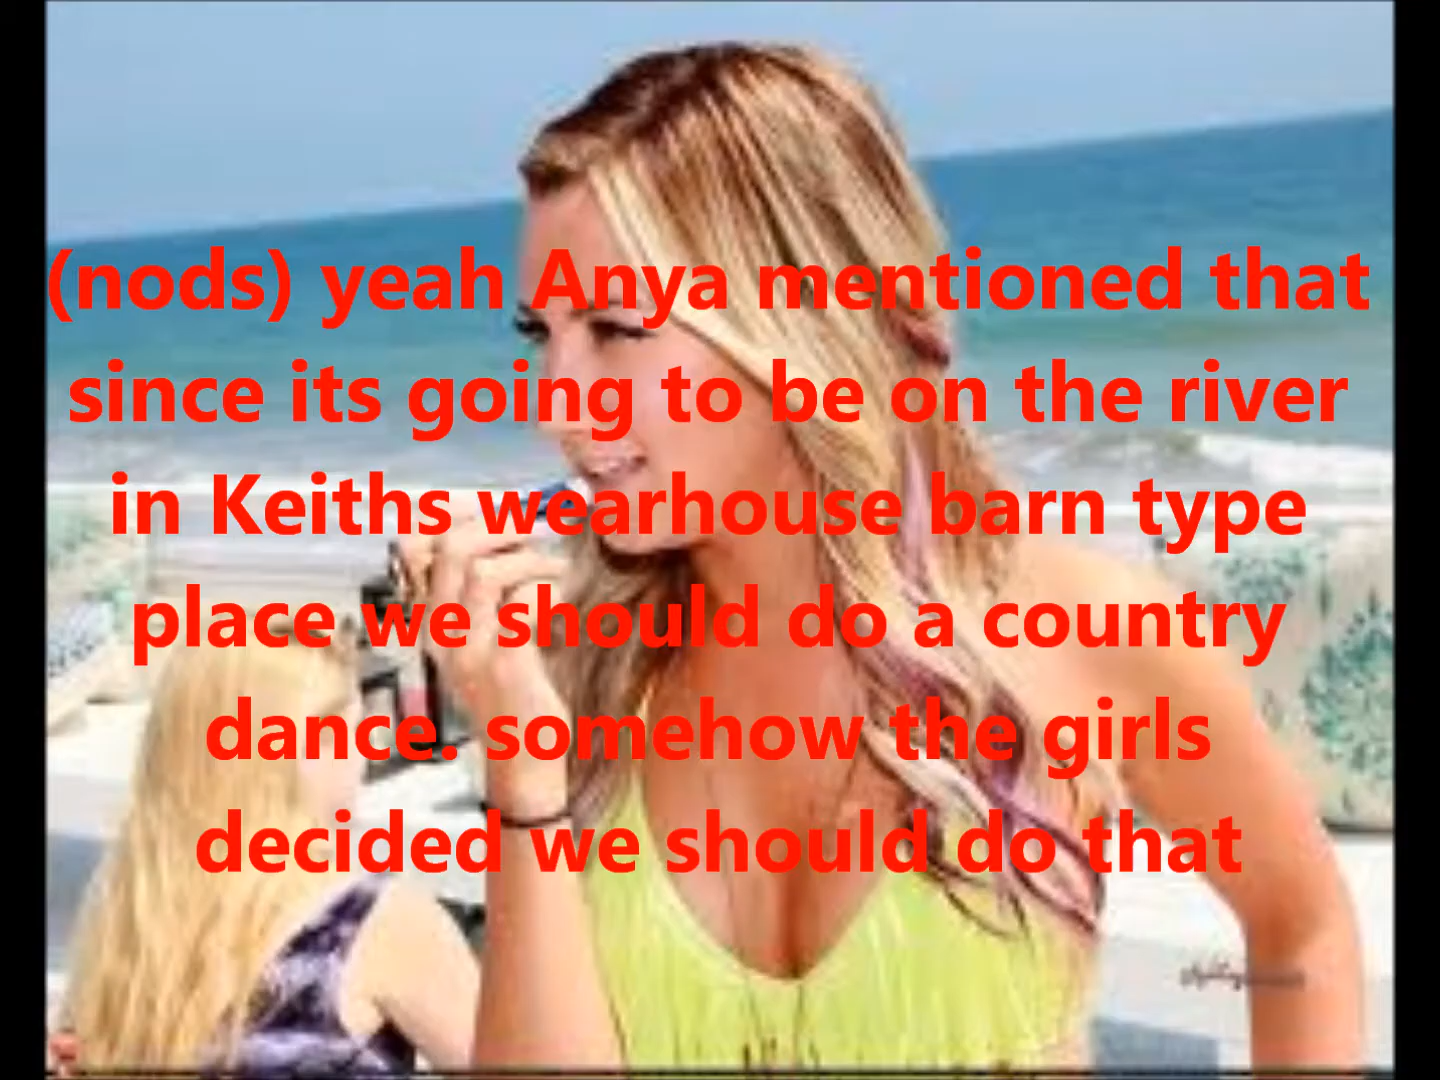 (nods) yeah Anya mentioned that
since its going to be on the river
in Keiths wearhouse barn type
place we should do a country
dance. somehow the girls
decided we should do that